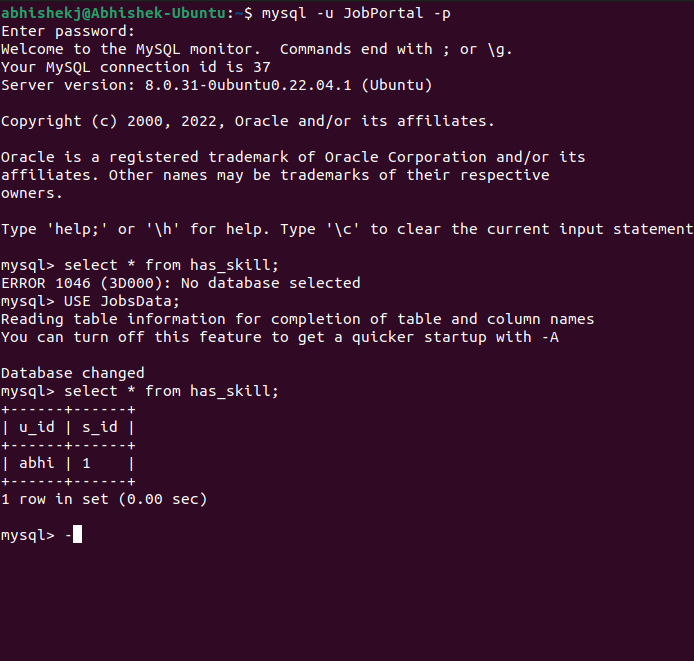 abhishekj@Abhishek-Ubuntu:~$ mysql -u JobPortal -p
Enter password:
Welcome to the MySQL monitor.  Commands end with ; or \g.
Your MySQL connection id is 37
Server version: 8.0.31-0ubuntu0.22.04.1 (Ubuntu)

Copyright (c) 2000, 2022, Oracle and/or its affiliates.

Oracle is a registered trademark of Oracle Corporation and/or its
affiliates. Other names may be trademarks of their respective
owners.

Type 'help;' or '\h' for help. Type '\c' to clear the current input statement

mysql> select * from has_skill;
ERROR 1046 (3D000): No database selected
mysql> USE JobsData;
Reading table information for completion of table and column names
You can turn off this feature to get a quicker startup with -A

Database changed
mysql> select * from has_skill;
+------+------+
| u_id | s_id |
+------+------+
| abhi | 1    |
+------+------+
1 row in set (0.00 sec)

mysql> -